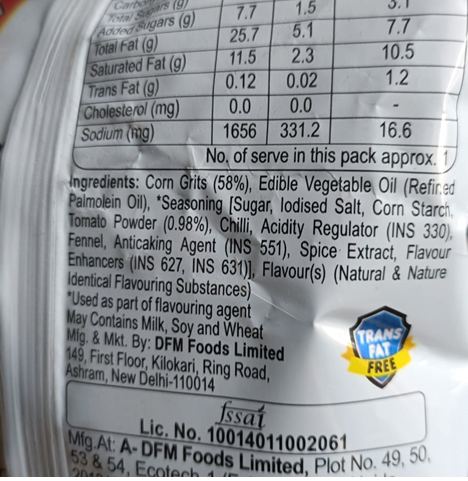 Total Sugars (g) 7.7 1.5 3.1
Added Sugars (g)
Total Fat (g) 25.7 5.1 7.7
Saturated Fat (g) 11.5 2.3 10.5
Trans Fat (g) 0.12 0.02 1.2
Cholesterol (mg) 0.0 0.0 -
Sodium (mg) 1656 331.2 16.6
No. of serve in this pack approx. 1
Ingredients: Corn Grits (58%), Edible Vegetable Oil (Refined
Palmolein Oil), *Seasoning [Sugar, Iodised Salt, Corn Starch,
Tomato Powder (0.98%), Chilli, Acidity Regulator (INS 330),
Fennel, Anticaking Agent (INS 551), Spice Extract, Flavour
Enhancers (INS 627, INS 631)], Flavour(s) (Natural & Nature
Identical Flavouring Substances)
*Used as part of flavouring agent
May Contains Milk, Soy and Wheat
Mfg. & Mkt. By: DFM Foods Limited
149, First Floor, Kilokari, Ring Road,
Ashram, New Delhi-110014
TRANS
FAT
FREE
fssai
Lic. No. 10014011002061
Mfg.At: A- DFM Foods Limited, Plot No. 49, 50,
53 & 54, Ecotech